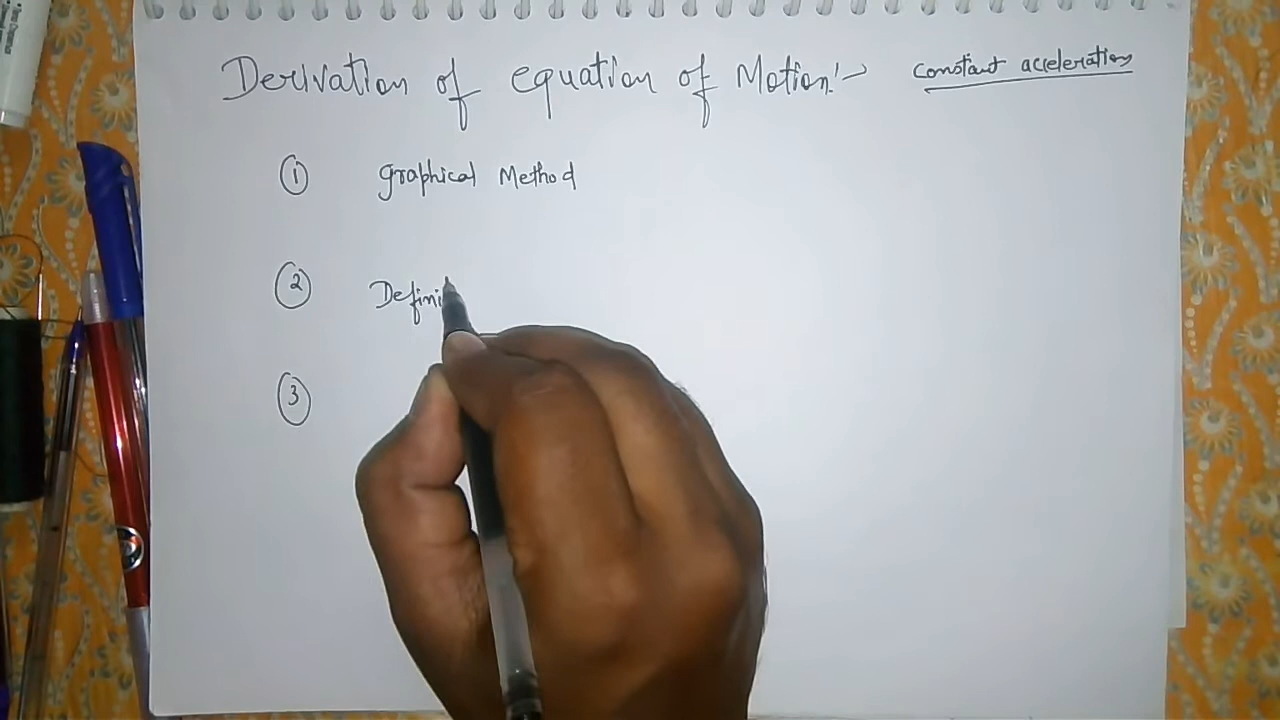 Derivation of equation of Motion:- constant acceleration
① Graphical Method
② Defini
③